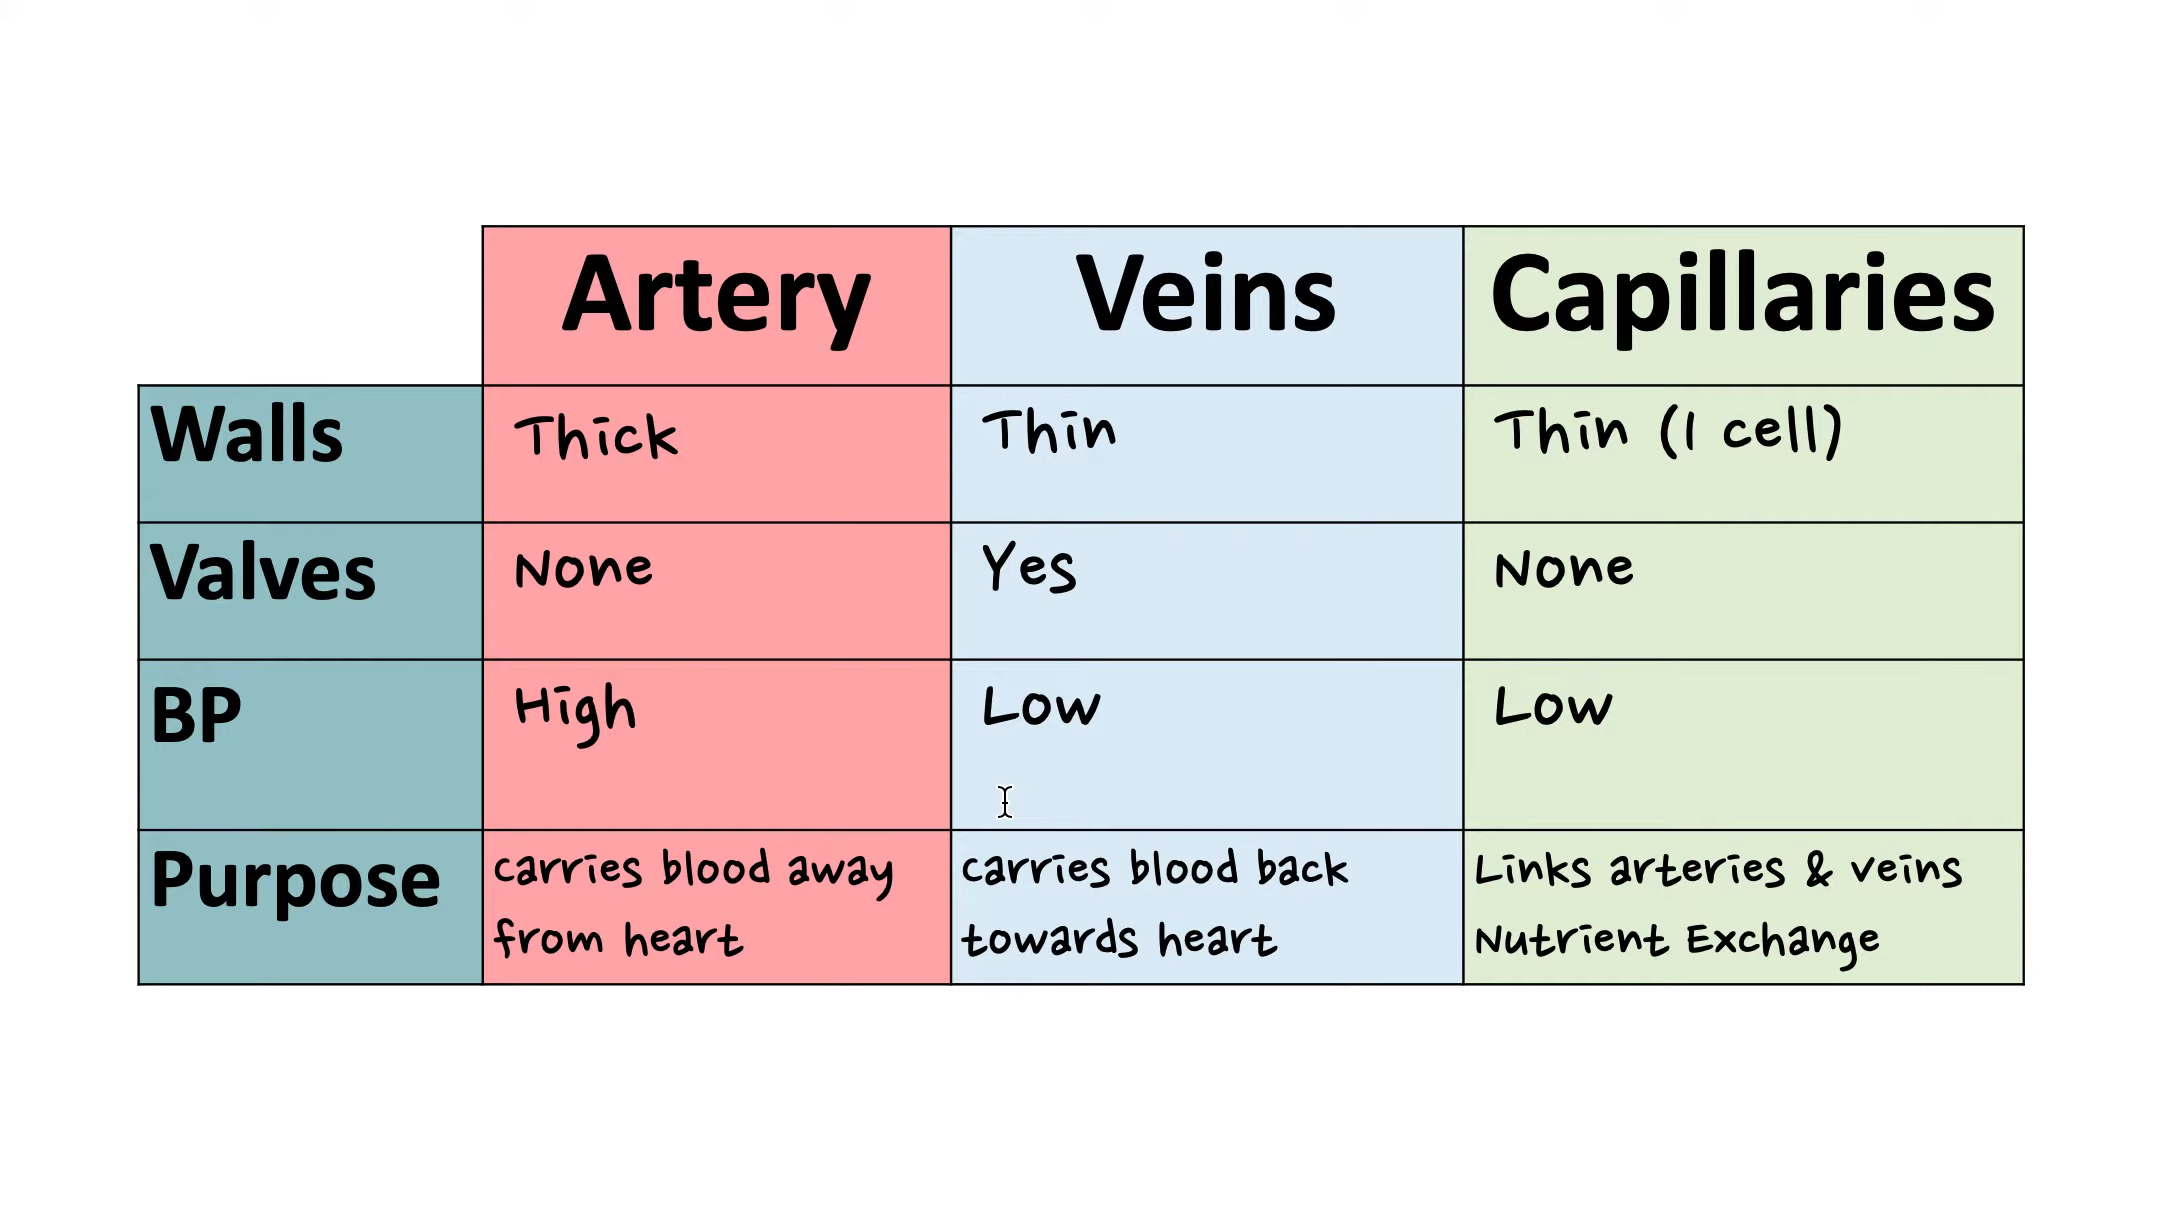 Artery Veins Capillaries
Walls Thick Thin Thin (1 cell)
Valves None Yes None
BP High Low Low
Purpose carries blood away carries blood back Links arteries & veins
from heart towards heart Nutrient Exchange